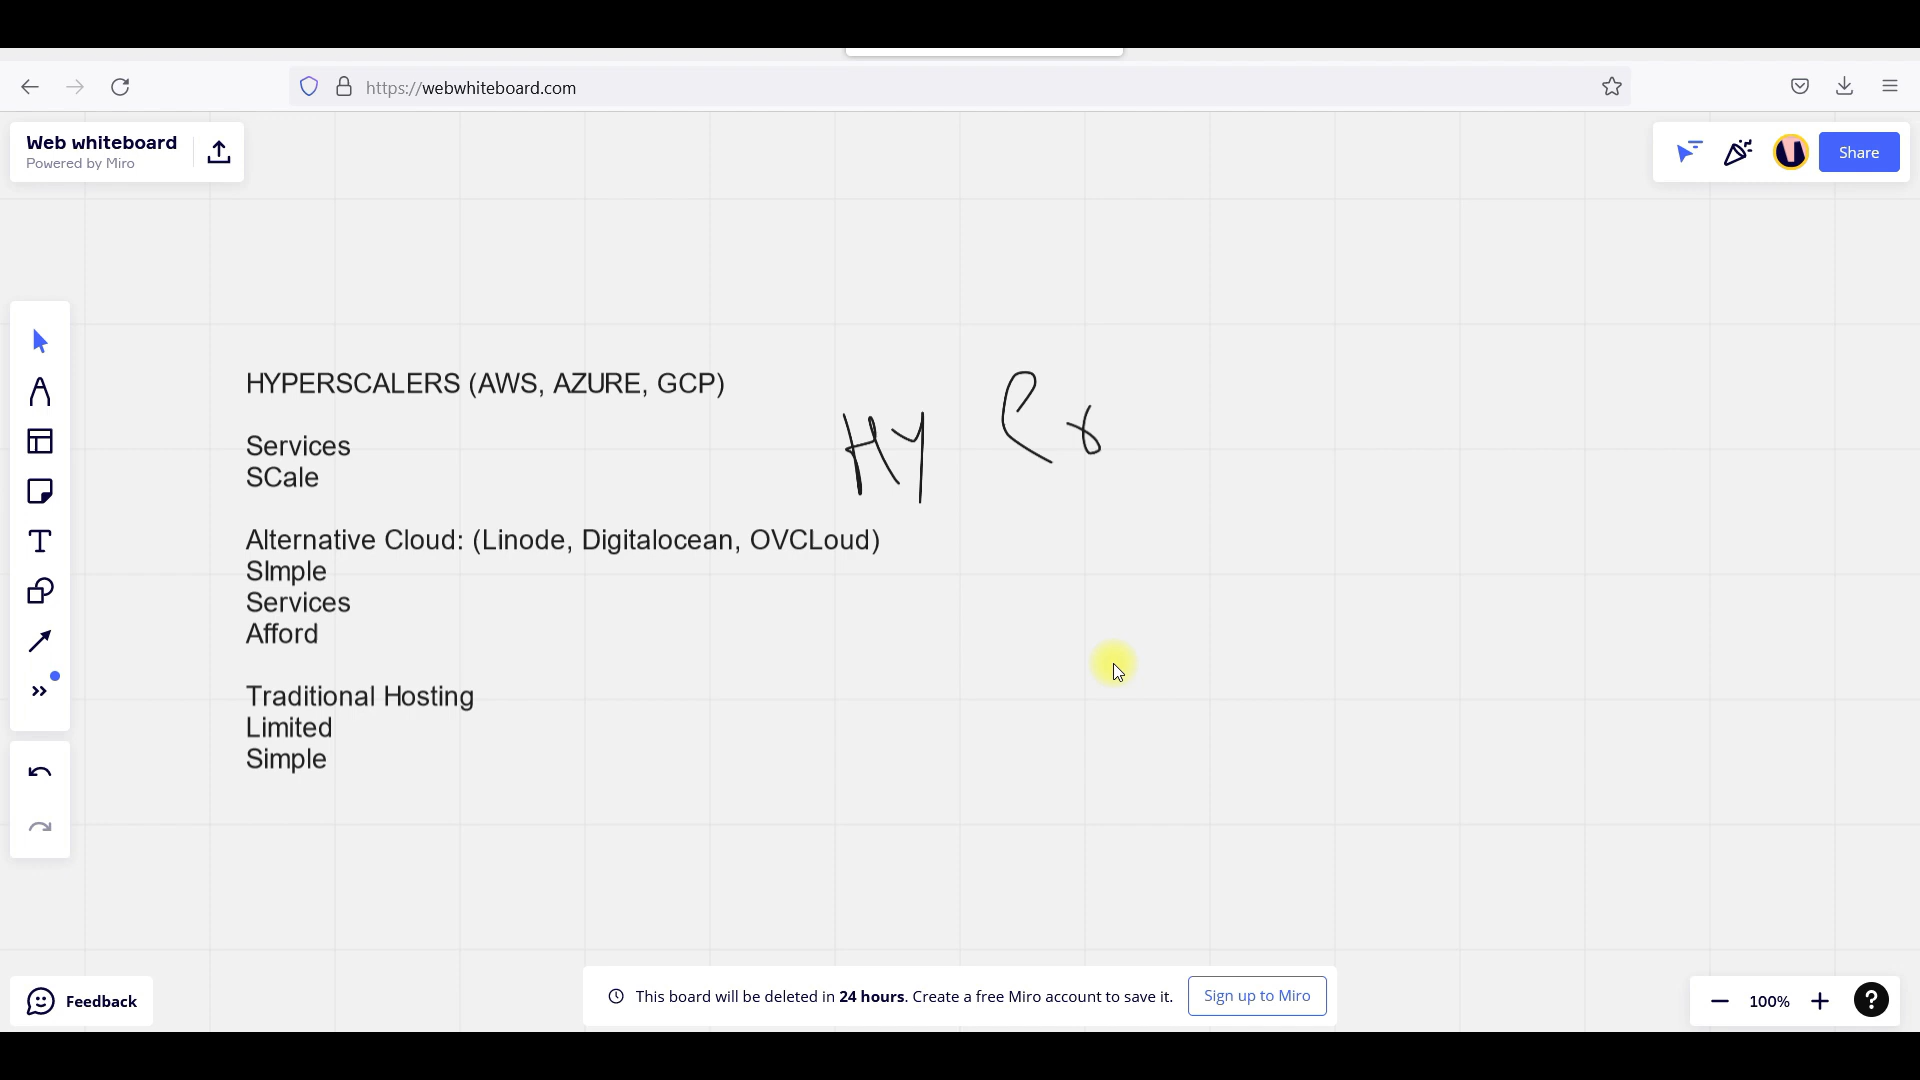 https://webwhiteboard.com
Web whiteboard
Powered by Miro
Share
HYPERSCALERS (AWS, AZURE, GCP)
Services
SCale
HY
Alternative Cloud: (Linode, Digitalocean, OVCLoud)
SImple
Services
Afford
Traditional Hosting
Limited
Simple
Feedback
This board will be deleted in 24 hours. Create a free Miro account to save it.
Sign up to Miro
100%